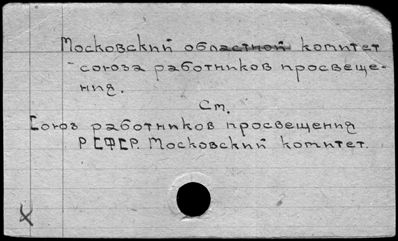 Московский областной комитет
союза работников просвеще-
ния.
См.
Союз работников просвещения
РСФСР. Московский комитет.